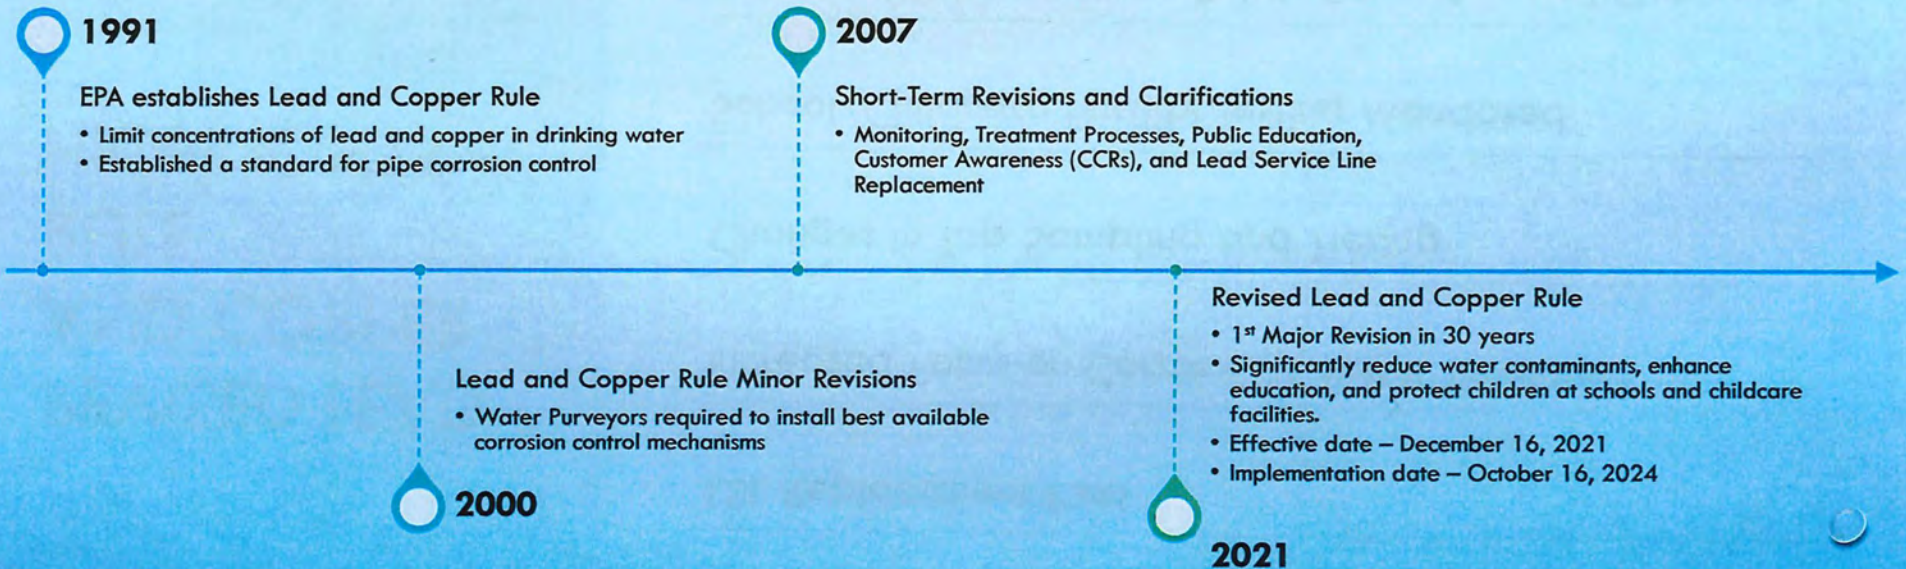 1991
EPA establishes Lead and Copper Rule
• Limit concentrations of lead and copper in drinking water
• Established a standard for pipe corrosion control
2007
Short-Term Revisions and Clarifications
• Monitoring, Treatment Processes, Public Education,
Customer Awareness (CCRs), and Lead Service Line
Replacement
Lead and Copper Rule Minor Revisions
• Water Purveyors required to install best available
corrosion control mechanisms
2000
Revised Lead and Copper Rule
• 1st Major Revision in 30 years
• Significantly reduce water contaminants, enhance
education, and protect children at schools and childcare
facilities.
• Effective date – December 16, 2021
• Implementation date – October 16, 2024
2021